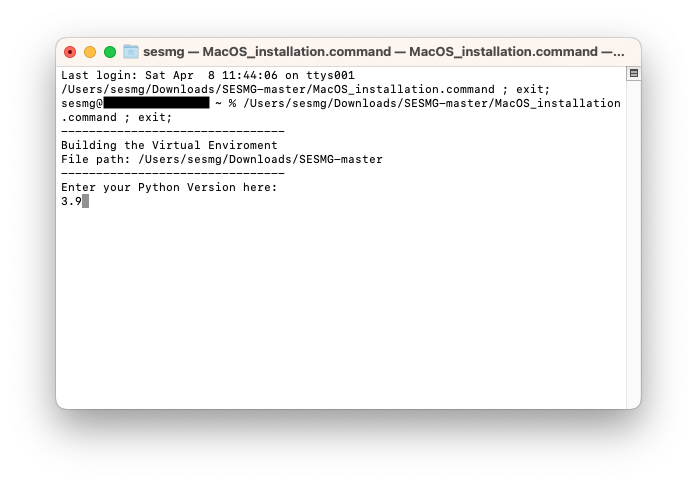 sesmg — MacOS_installation.command — MacOS_installation.command —...
Last login: Sat Apr  8 11:44:06 on ttys001
/Users/sesmg/Downloads/SESMG-master/MacOS_installation.command ; exit;
sesmg@ ~ % /Users/sesmg/Downloads/SESMG-master/MacOS_installation
.command ; exit;
--------------------------------
Building the Virtual Enviroment
File path: /Users/sesmg/Downloads/SESMG-master
--------------------------------
Enter your Python Version here:
3.9